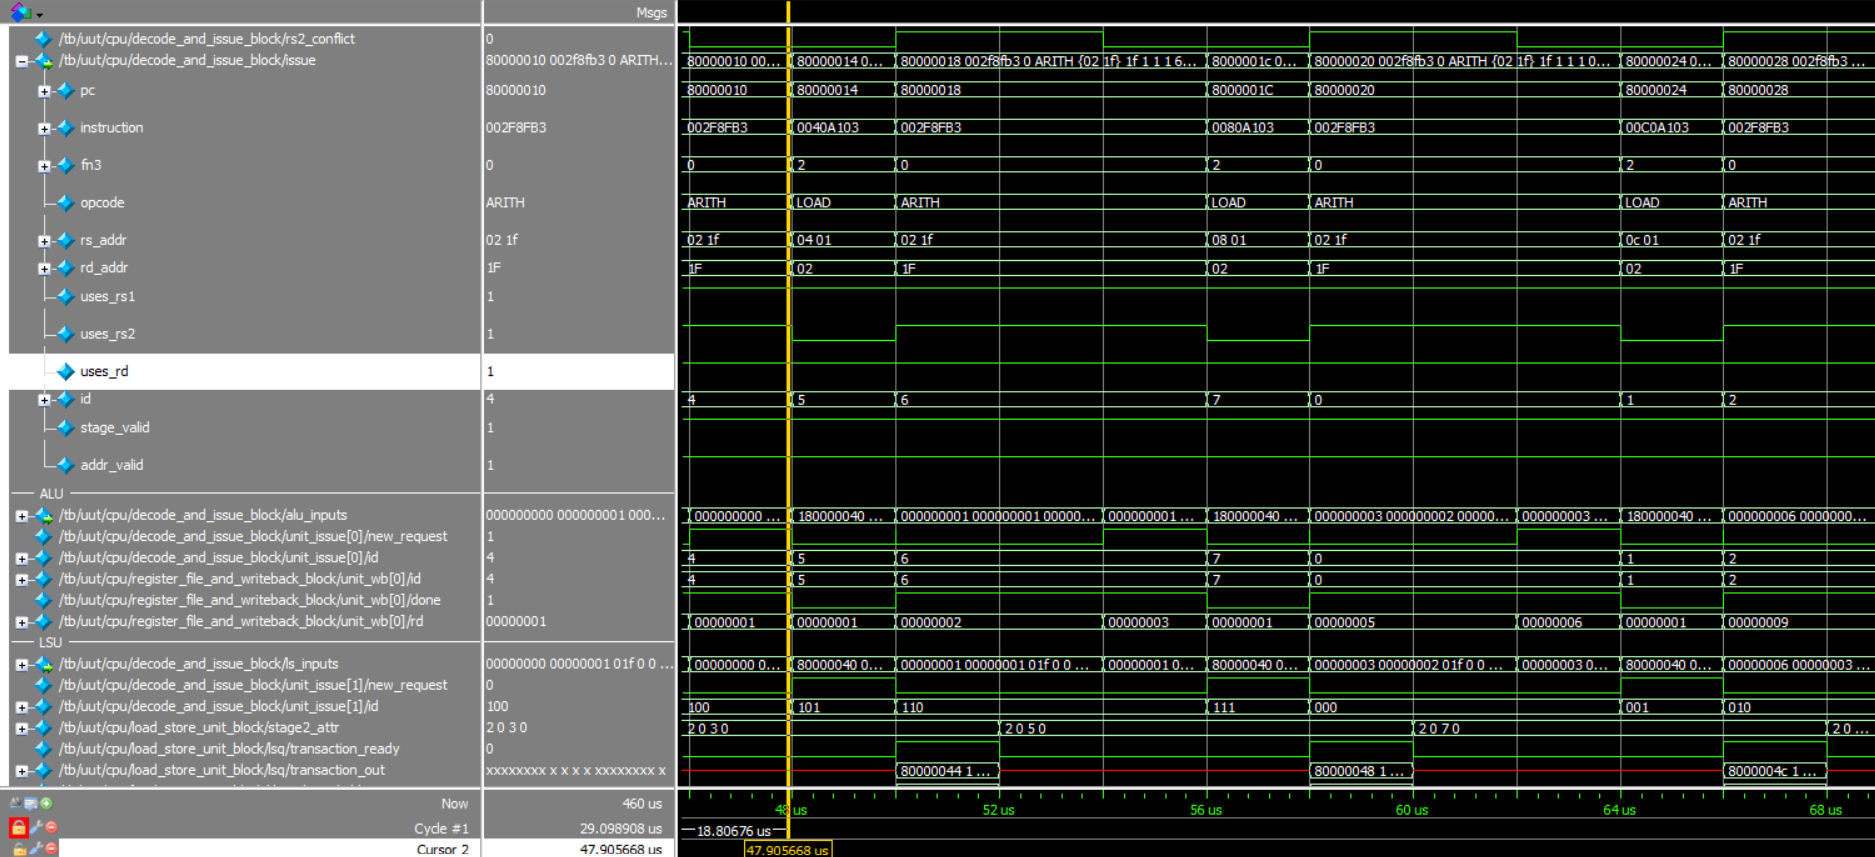 Msgs
/tb/uut/cpu/decode_and_issue_block/rs2_conflict 0
/tb/uut/cpu/decode_and_issue_block/issue 80000010 002f8fb3 0 ARITH... 80000010 00... 80000014 0... 80000018 002f8fb3 0 ARITH {02 1f} 1f 1 1 1 6... 8000001c 0... 80000020 002f8fb3 0 ARITH {02 1f} 1f 1 1 1 0... 80000024 0... 80000028 002f8fb3 ...
pc 80000010 80000010 80000014 80000018 8000001C 80000020 80000024 80000028
instruction 002F8FB3 002F8FB3 0040A103 002F8FB3 0080A103 002F8FB3 00C0A103 002F8FB3
fn3 0 0 2 0 2 0 2 0
opcode ARITH ARITH LOAD ARITH LOAD ARITH LOAD ARITH
rs_addr 02 1f 02 1f 04 01 02 1f 08 01 02 1f 0c 01 02 1f
rd_addr 1F 1F 02 1F 02 1F 02 1F
uses_rs1 1
uses_rs2 1
uses_rd 1
id 4 4 5 6 7 0 1 2
stage_valid 1
addr_valid 1
ALU
/tb/uut/cpu/decode_and_issue_block/alu_inputs 000000000 000000001 000... 000000000 ... 180000040 ... 000000001 000000001 00000... 000000001 ... 180000040 ... 000000003 000000002 00000... 000000003 ... 180000040 ... 000000006 0000000...
/tb/uut/cpu/decode_and_issue_block/unit_issue[0]/new_request 1
/tb/uut/cpu/decode_and_issue_block/unit_issue[0]/id 4 4 5 6 7 0 1 2
/tb/uut/cpu/register_file_and_writeback_block/unit_wb[0]/id 4 4 5 6 7 0 1 2
/tb/uut/cpu/register_file_and_writeback_block/unit_wb[0]/done 1
/tb/uut/cpu/register_file_and_writeback_block/unit_wb[0]/rd 00000001 00000001 00000001 00000002 00000003 00000001 00000005 00000006 00000001 00000009
LSU
/tb/uut/cpu/decode_and_issue_block/ls_inputs 00000000 00000001 01f 0 0 ... 00000000 0... 80000040 0... 00000001 00000001 01f 0 0 ... 00000001 0... 80000040 0... 00000003 00000002 01f 0 0 ... 00000003 0... 80000040 0... 00000006 00000003 ...
/tb/uut/cpu/decode_and_issue_block/unit_issue[1]/new_request 0
/tb/uut/cpu/decode_and_issue_block/unit_issue[1]/id 100 100 101 110 111 000 001 010
/tb/uut/cpu/load_store_unit_block/stage2_attr 2 0 3 0 2 0 3 0 2 0 5 0 2 0 7 0 2 0 ...
/tb/uut/cpu/load_store_unit_block/lsq/transaction_ready 0
/tb/uut/cpu/load_store_unit_block/lsq/transaction_out xxxxxxxx x x x x xxxxxxxx x 80000044 1 ... 80000048 1 ... 8000004c 1 ...
Now 460 us 48 us 52 us 56 us 60 us 64 us 68 us
Cycle #1 29.098908 us 18.80676 us
Cursor 2 47.905668 us 47.905668 us